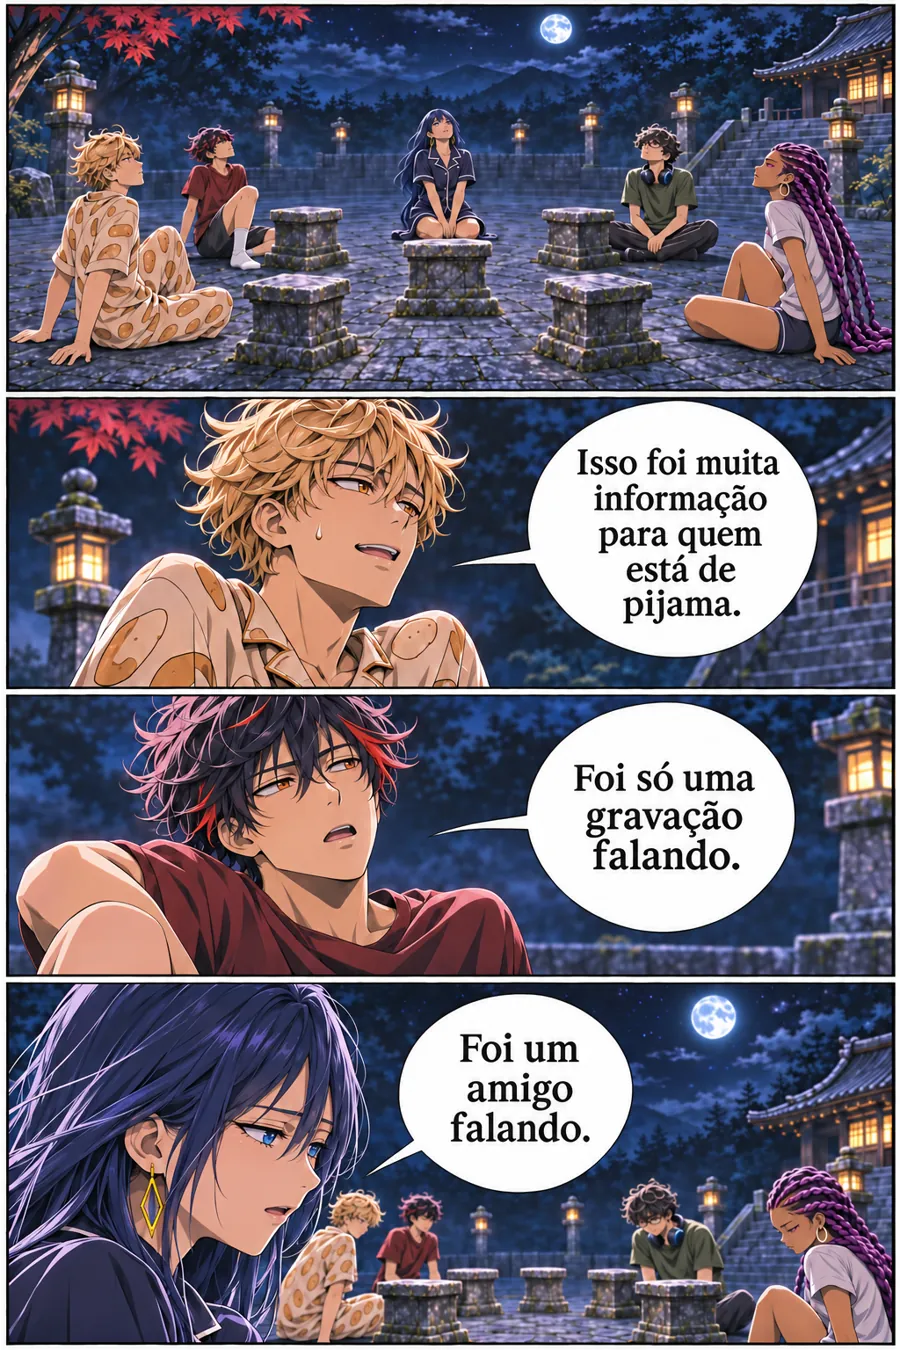 Isso foi muita
informação
para quem
está de
pijama.
Foi só uma
gravação
falando.
Foi um
amigo
falando.